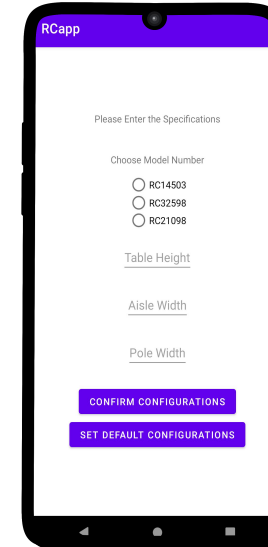 RCapp
Please Enter the Specifications
Choose Model Number
RC14503
RC32598
RC21098
Table Height
Aisle Width
Pole Width
CONFIRM CONFIGURATIONS
SET DEFAULT CONFIGURATIONS